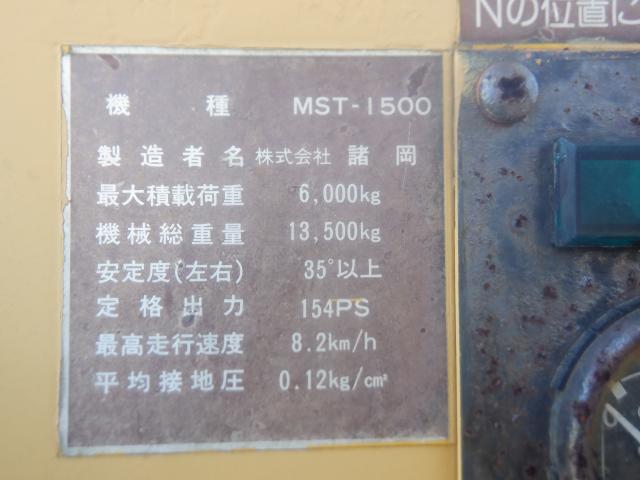 Nの位置に
機種 MST-1500
製造者名 株式会社 諸岡
最大積載荷重 6,000kg
機械総重量 13,500kg
安定度(左右) 35°以上
定格出力 154PS
最高走行速度 8.2km/h
平均接地圧 0.12kg/cm²